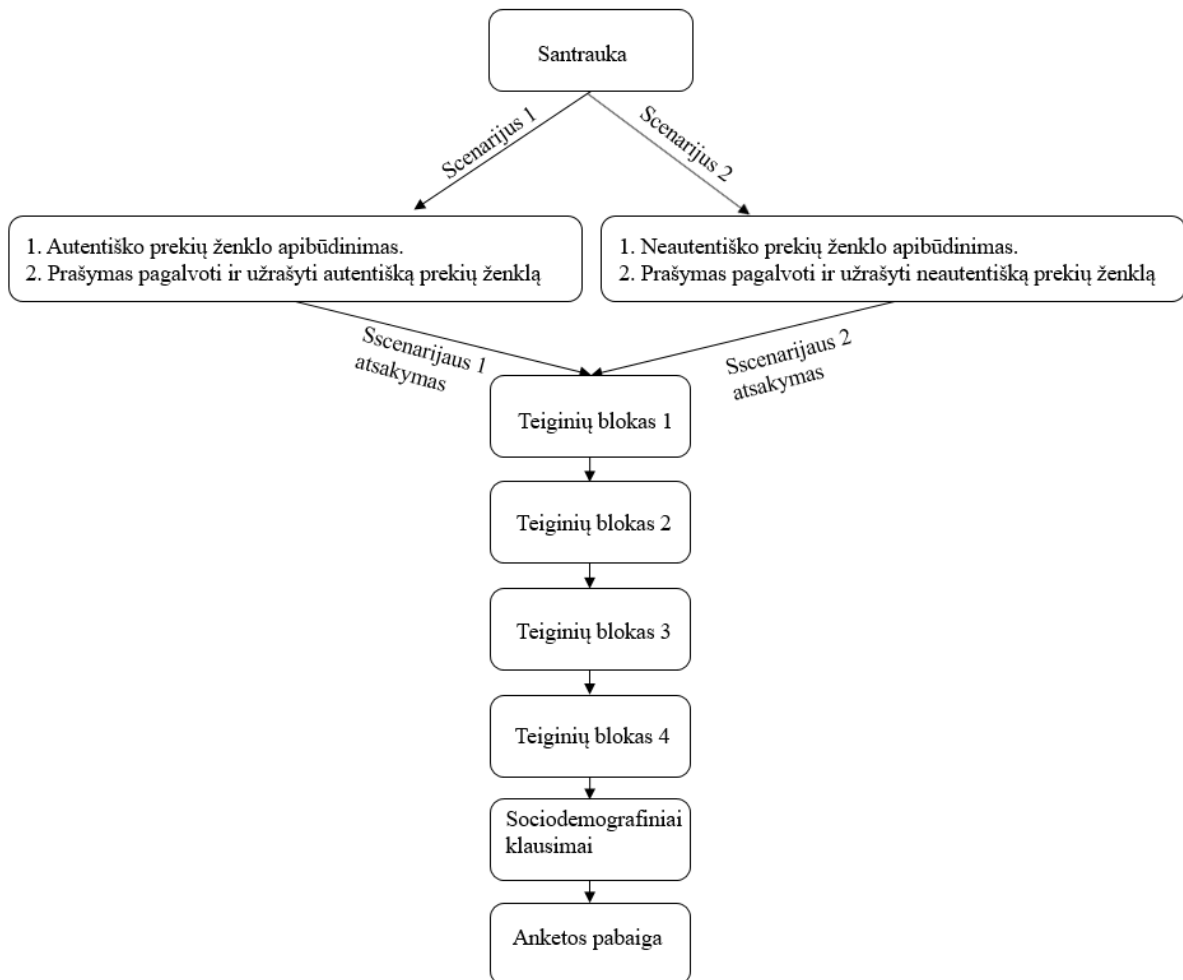 Santrauka
Scenarijus 1
Scenarijus 2
1. Autentiško prekių ženklo apibūdinimas.
2. Prašymas pagalvoti ir užrašyti autentišką prekių ženklą
1. Neautentiško prekių ženklo apibūdinimas.
2. Prašymas pagalvoti ir užrašyti neautentišką prekių ženklą
Sscenarijaus 1
atsakymas
Sscenarijaus 2
atsakymas
Teiginių blokas 1
Teiginių blokas 2
Teiginių blokas 3
Teiginių blokas 4
Sociodemografiniai
klausimai
Anketos pabaiga